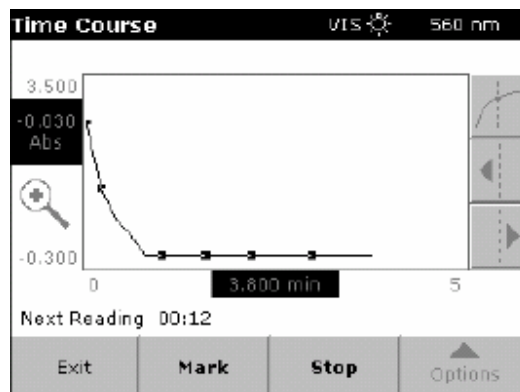 Time Course VIS 560 nm
3.500
-0.030
Abs
-0.300
0 3.800 min 5
Next Reading 00:12
Exit Mark Stop Options